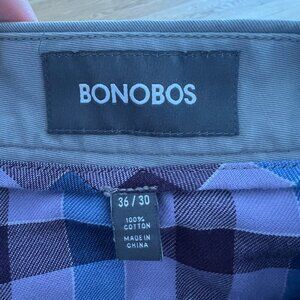 BONOBOS
36 / 30
100%
COTTON
MADE IN
CHINA